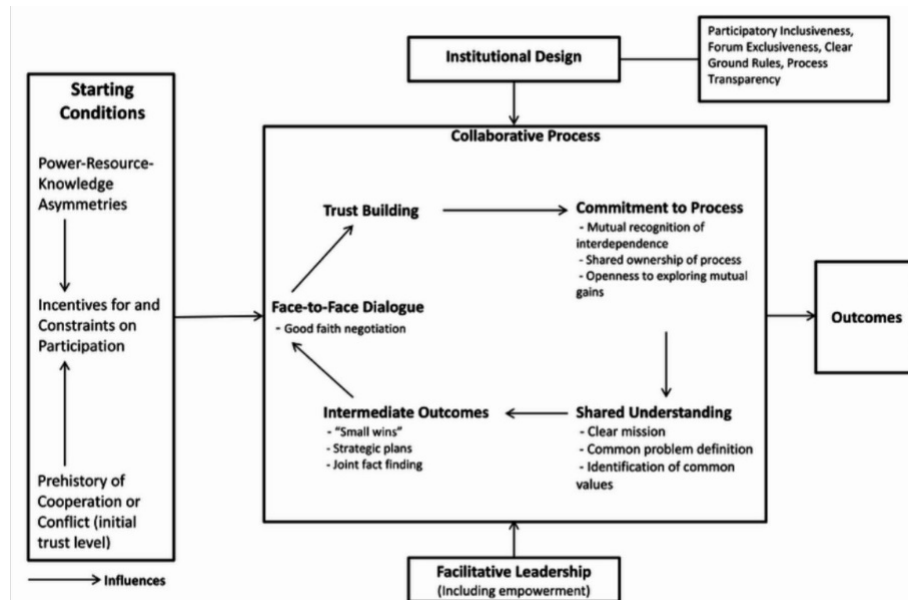 Participatory Inclusiveness,
Forum Exclusiveness, Clear
Ground Rules, Process
Transparency
Institutional Design
Starting
Conditions
Power-Resource-
Knowledge
Asymmetries
Incentives for and
Constraints on
Participation
Prehistory of
Cooperation or
Conflict (initial
trust level)
Influences
Collaborative Process
Trust Building
Commitment to Process
- Mutual recognition of
interdependence
- Shared ownership of process
- Openness to exploring mutual
gains
Face-to-Face Dialogue
- Good faith negotiation
Intermediate Outcomes
- "Small wins"
- Strategic plans
- Joint fact finding
Shared Understanding
- Clear mission
- Common problem definition
- Identification of common
values
Outcomes
Facilitative Leadership
(Including empowerment)